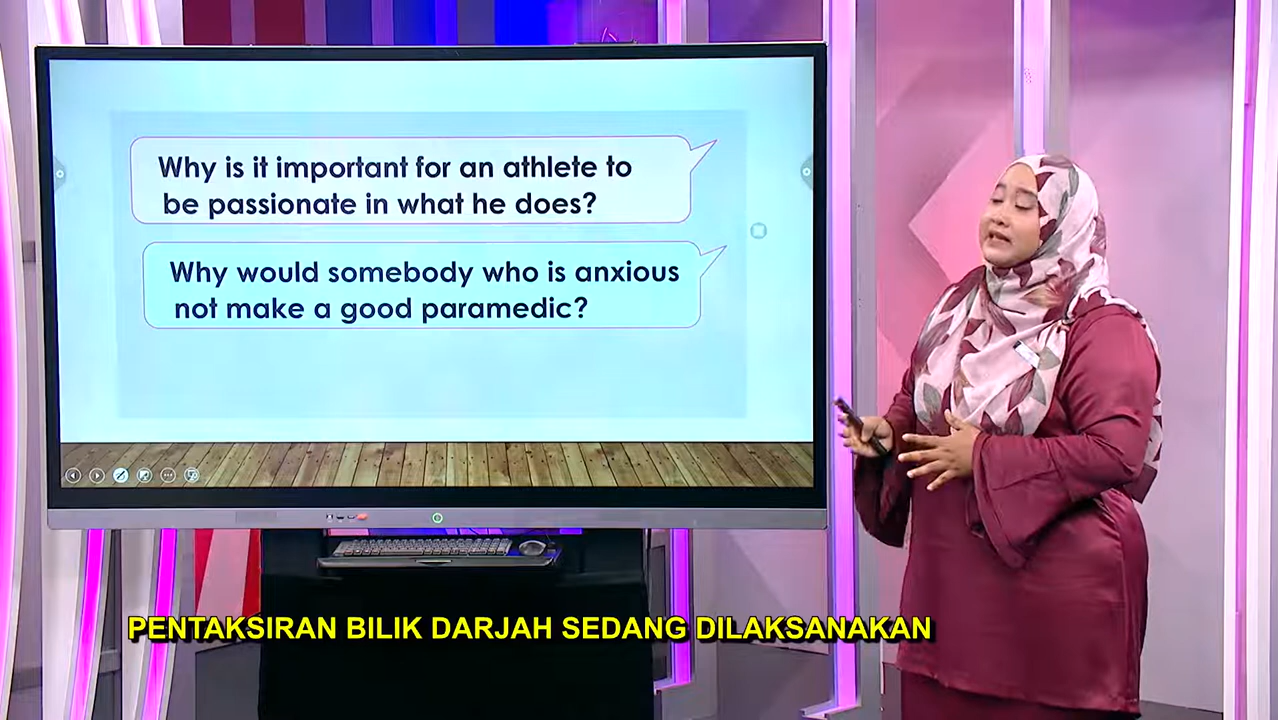 Why is it important for an athlete to
be passionate in what he does?
Why would somebody who is anxious
not make a good paramedic?
PENTAKSIRAN BILIK DARJAH SEDANG DILAKSANAKAN